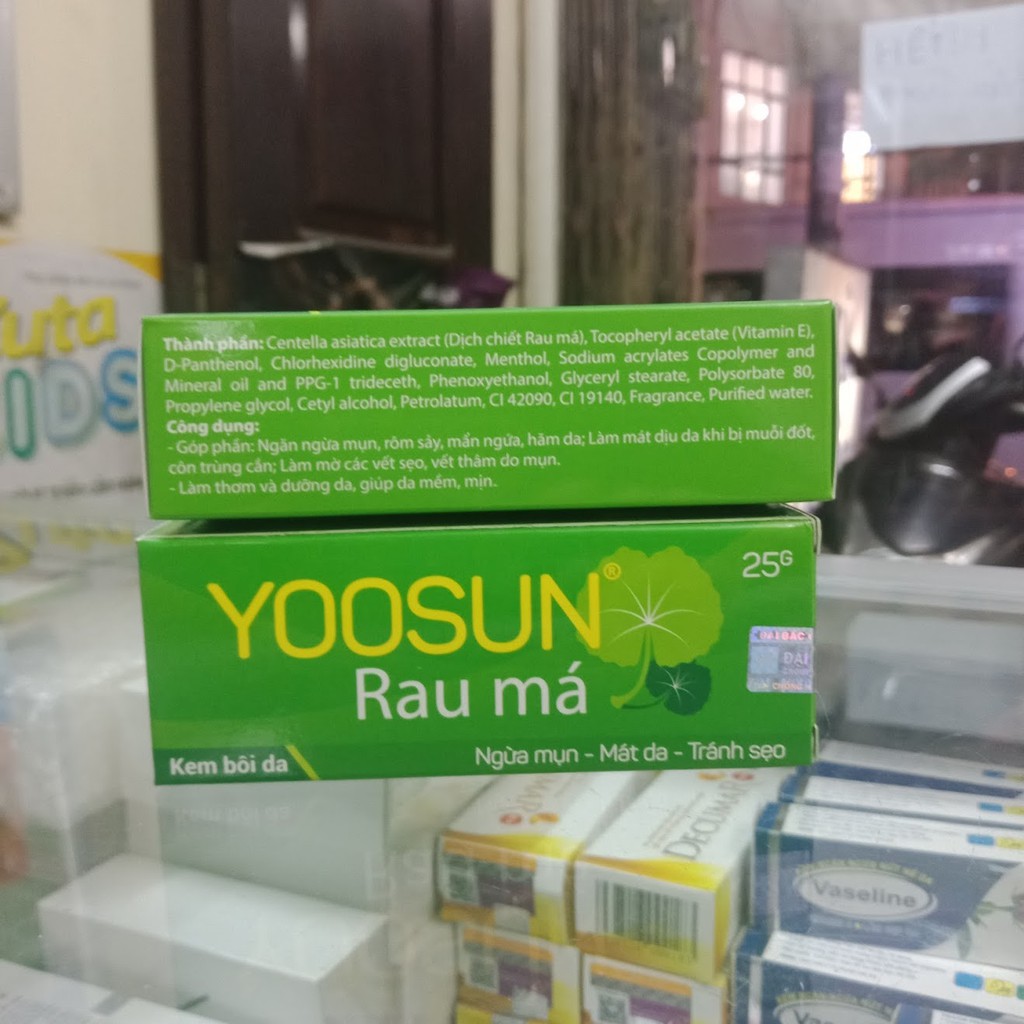 Thành phần: Centella asiatica extract (Dịch chiết Rau má), Tocopheryl acetate (Vitamin E),
D-Panthenol, Chlorhexidine digluconate, Menthol, Sodium acrylates Copolymer and
Mineral oil and PPG-1 trideceth, Phenoxyethanol, Glyceryl stearate, Polysorbate 80,
Propylene glycol, Cetyl alcohol, Petrolatum, CI 42090, CI 19140, Fragrance, Purified water.
Công dụng:
- Góp phần: Ngăn ngừa mụn, rôm sảy, mẩn ngứa, hăm da; Làm mát dịu da khi bị muỗi đốt,
côn trùng cắn; Làm mờ các vết sẹo, vết thâm do mụn.
- Làm thơm và dưỡng da, giúp da mềm, mịn.
25G
YOOSUN®
Rau má
ĐẠI
Kem bôi da
Ngừa mụn - Mát da - Tránh sẹo
DECUMAR
Vaseline